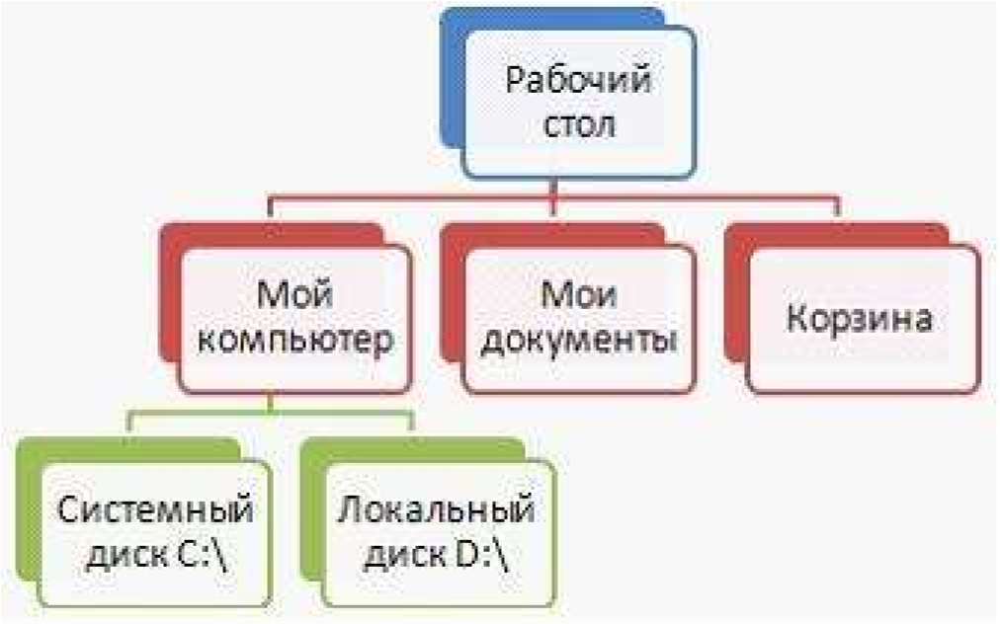 Рабочий
стол
Мой
компьютер
Мои
документы
Корзина
Системный
диск C:\
Локальный
диск D:\